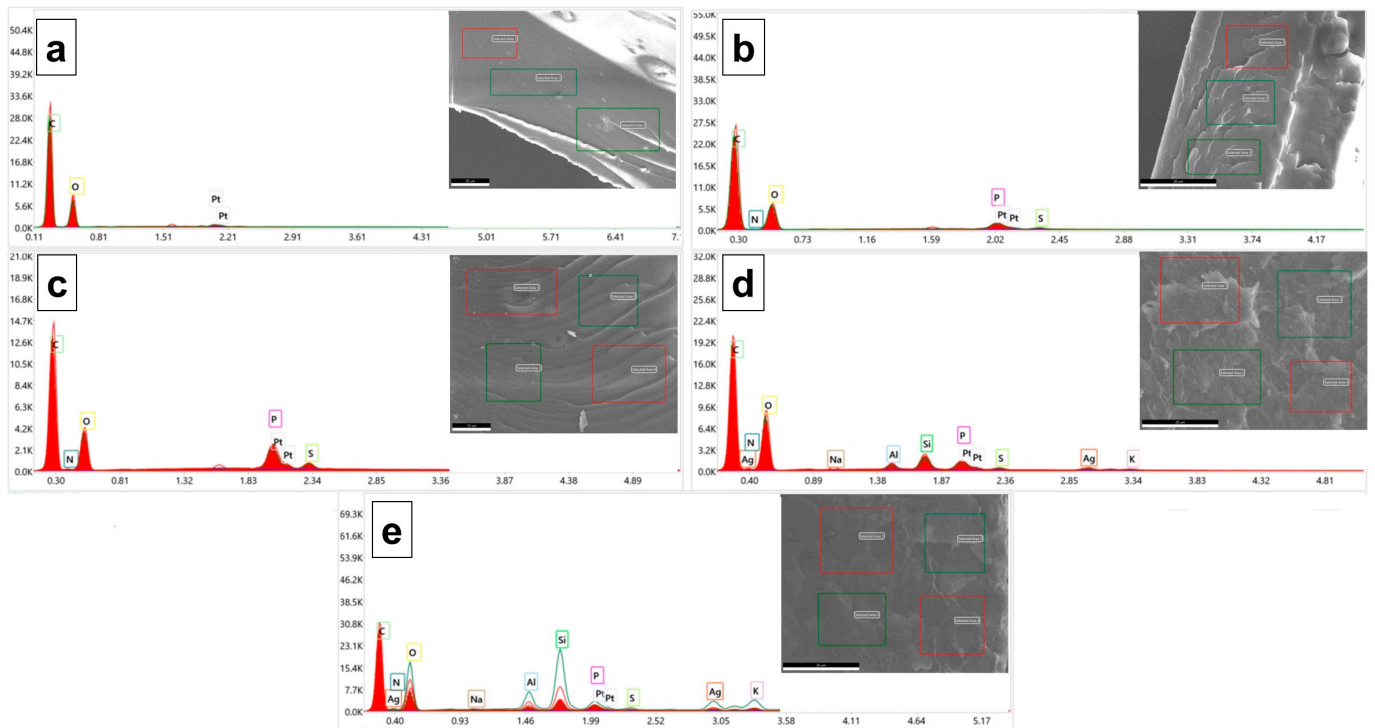 a
50.4K
44.8K
39.2K
33.6K
28.0K
22.4K
16.8K
11.2K
5.6K
0.0K
C
O
Pt
Pt
0.11 0.81 1.51 2.21 2.91 3.61 4.31 5.01 5.71 6.41 7.
b
55.0K
49.5K
44.0K
38.5K
33.0K
27.5K
22.0K
16.5K
11.0K
5.5K
0.0K
C
N
O
P
Pt Pt
S
0.30 0.73 1.16 1.59 2.02 2.45 2.88 3.31 3.74 4.17
c
21.0K
18.9K
16.8K
14.7K
12.6K
10.5K
8.4K
6.3K
4.2K
2.1K
0.0K
C
N
O
P
Pt
Pt
S
0.30 0.81 1.32 1.83 2.34 2.85 3.36 3.87 4.38 4.89
d
32.0K
28.8K
25.6K
22.4K
19.2K
16.0K
12.8K
9.6K
6.4K
3.2K
0.0K
C
N
Ag
O
Na
Al
Si
P
Pt Pt
S
Ag
K
0.40 0.89 1.38 1.87 2.36 2.85 3.34 3.83 4.32 4.81
e
69.3K
61.6K
53.9K
46.2K
38.5K
30.8K
23.1K
15.4K
7.7K
0.0K
C
N
Ag
O
Na
Al
Si
P
Pt Pt
S
Ag
K
0.40 0.93 1.46 1.99 2.52 3.05 3.58 4.11 4.64 5.17